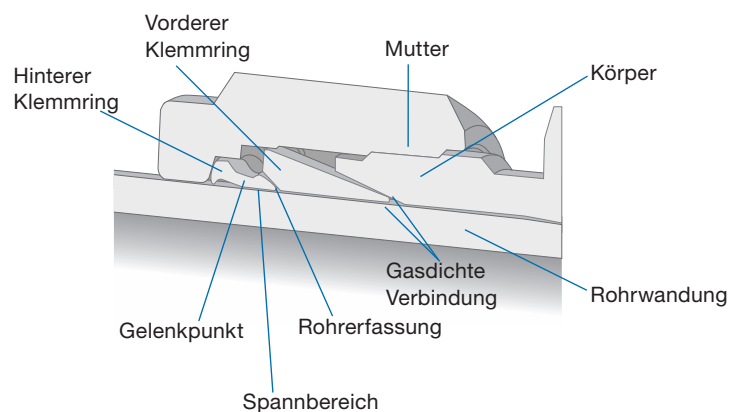 Vorderer
Klemmring
Mutter
Körper
Hinterer
Klemmring
Gasdichte
Verbindung
Rohrwandung
Gelenkpunkt
Rohrerfassung
Spannbereich